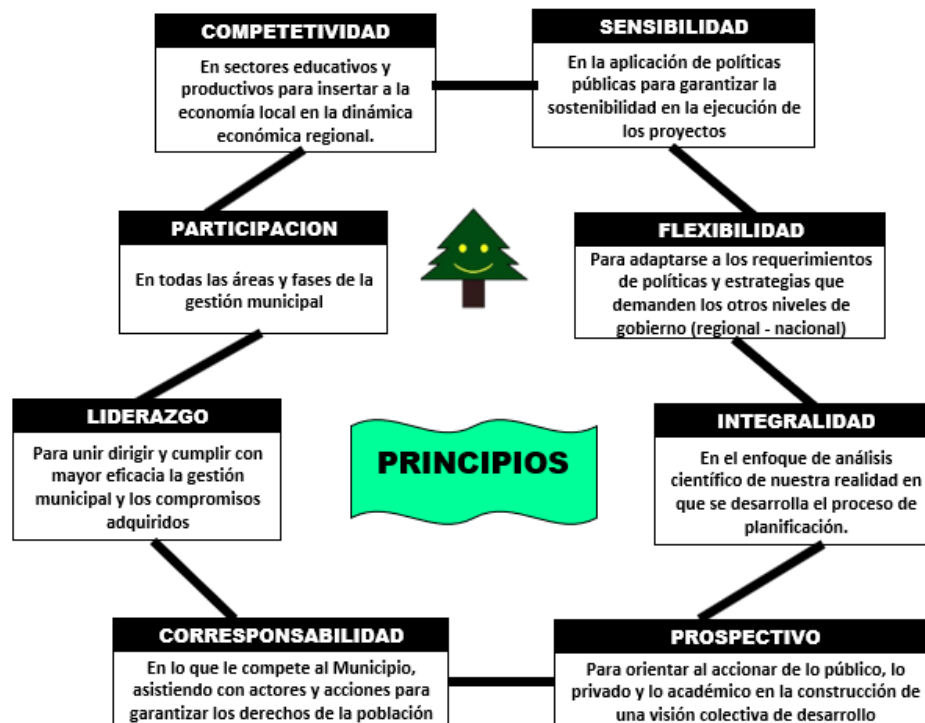 COMPETETIVIDAD
En sectores educativos y
productivos para insertar a la
economía local en la dinámica
económica regional.
SENSIBILIDAD
En la aplicación de políticas
públicas para garantizar la
sostenibilidad en la ejecución de
los proyectos
PARTICIPACION
En todas las áreas y fases de la
gestión municipal
FLEXIBILIDAD
Para adaptarse a los requerimientos
de políticas y estrategias que
demanden los otros niveles de
gobierno (regional - nacional)
LIDERAZGO
Para unir dirigir y cumplir con
mayor eficacia la gestión
municipal y los compromisos
adquiridos
PRINCIPIOS
INTEGRALIDAD
En el enfoque de análisis
científico de nuestra realidad en
que se desarrolla el proceso de
planificación.
CORRESPONSABILIDAD
En lo que le compete al Municipio,
asistiendo con actores y acciones para
garantizar los derechos de la población
PROSPECTIVO
Para orientar al accionar de lo público, lo
privado y lo académico en la construcción de
una visión colectiva de desarrollo